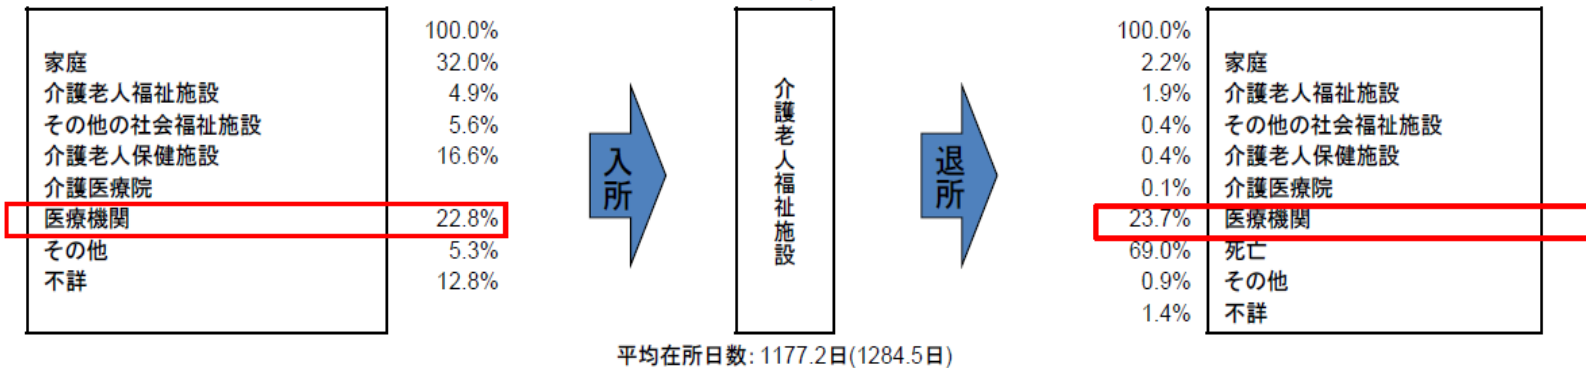 100.0%
家庭 32.0%
介護老人福祉施設 4.9%
その他の社会福祉施設 5.6%
介護老人保健施設 16.6%
介護医療院
医療機関 22.8%
その他 5.3%
不詳 12.8%
入所
介護老人福祉施設
退所
100.0%
2.2% 家庭
1.9% 介護老人福祉施設
0.4% その他の社会福祉施設
0.4% 介護老人保健施設
0.1% 介護医療院
23.7% 医療機関
69.0% 死亡
0.9% その他
1.4% 不詳
平均在所日数: 1177.2日(1284.5日)